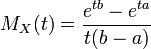 M_X(t) = \frac{e^{tb} - e^{ta}}{t(b - a)}